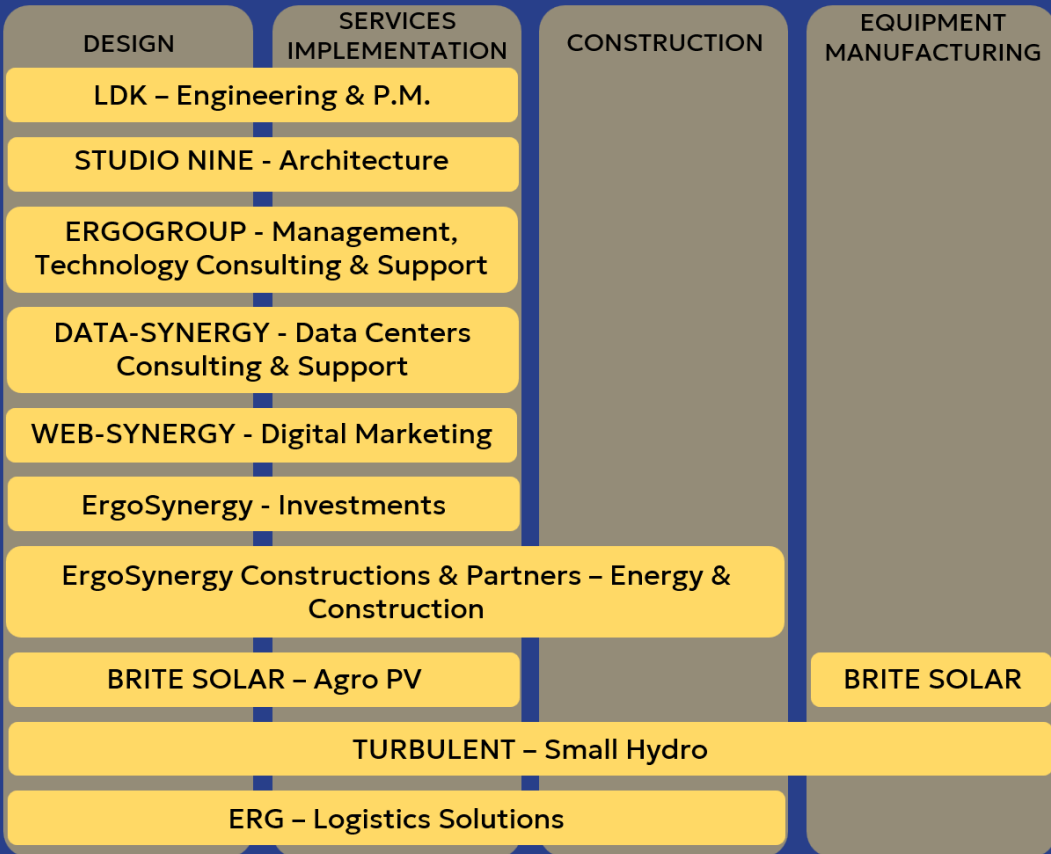 DESIGN
SERVICES
IMPLEMENTATION
CONSTRUCTION
EQUIPMENT
MANUFACTURING
LDK – Engineering & P.M.
STUDIO NINE - Architecture
ERGOGROUP - Management,
Technology Consulting & Support
DATA-SYNERGY - Data Centers
Consulting & Support
WEB-SYNERGY - Digital Marketing
ErgoSynergy - Investments
ErgoSynergy Constructions & Partners – Energy &
Construction
BRITE SOLAR – Agro PV
BRITE SOLAR
TURBULENT – Small Hydro
ERG – Logistics Solutions